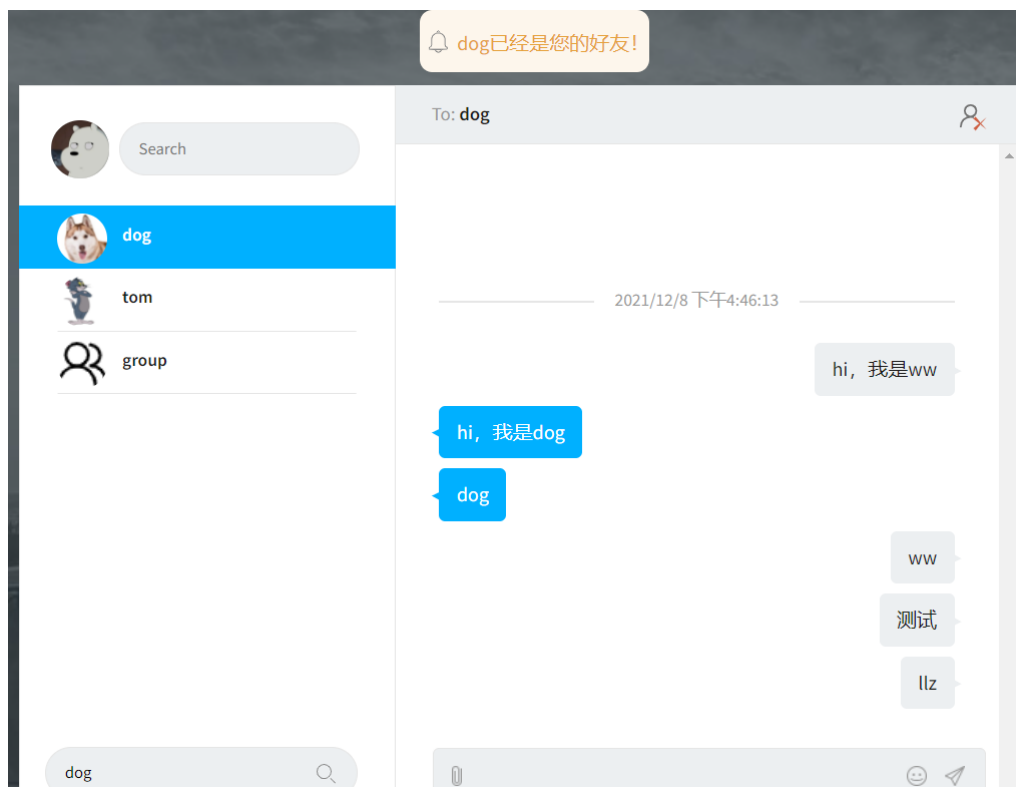 dog已经是您的好友!
Search
dog
tom
group
dog
To: dog
2021/12/8 下午4:46:13
hi，我是ww
hi，我是dog
dog
ww
测试
llz